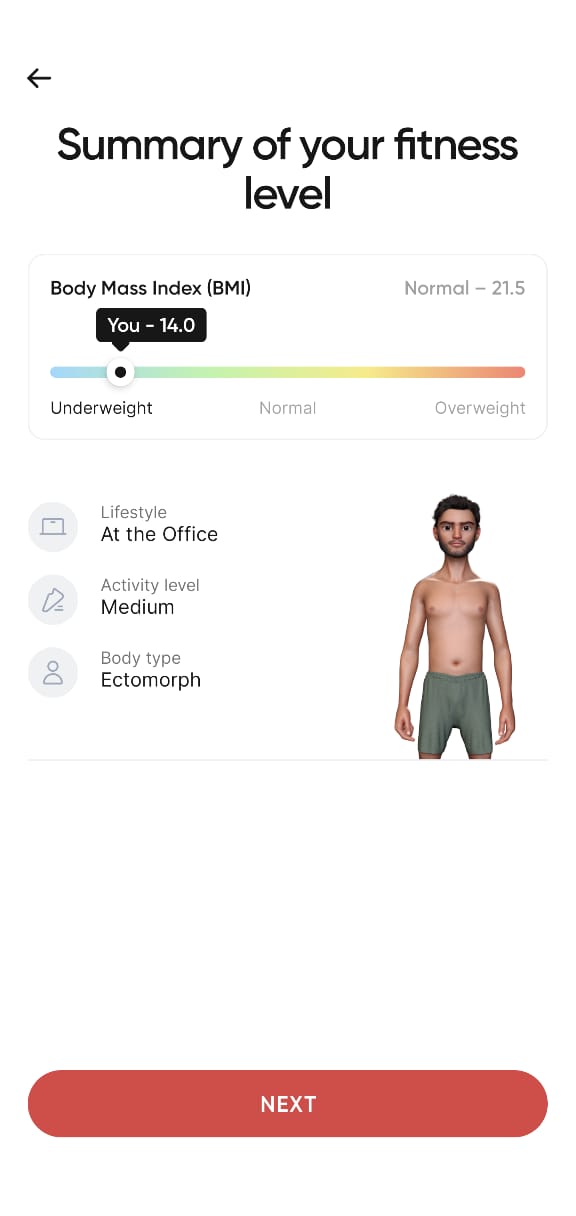 Summary of your fitness
level
Body Mass Index (BMI)
Normal – 21.5
You - 14.0
Underweight
Normal
Overweight
Lifestyle
At the Office
Activity level
Medium
Body type
Ectomorph
NEXT